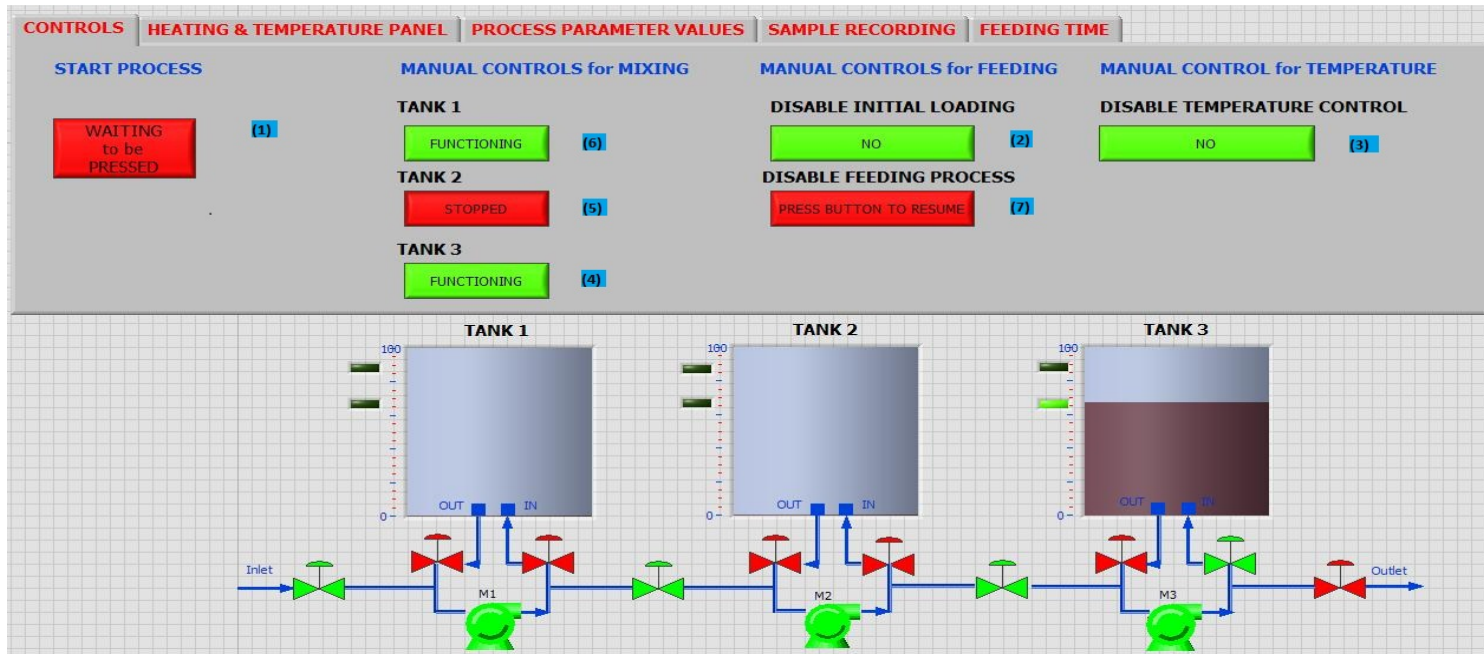 CONTROLS HEATING & TEMPERATURE PANEL PROCESS PARAMETER VALUES SAMPLE RECORDING FEEDING TIME
START PROCESS
WAITING
to be
PRESSED
(1)
MANUAL CONTROLS for MIXING
TANK 1
FUNCTIONING
(6)
TANK 2
STOPPED
(5)
TANK 3
FUNCTIONING
(4)
MANUAL CONTROLS for FEEDING
DISABLE INITIAL LOADING
NO
(2)
DISABLE FEEDING PROCESS
PRESS BUTTON TO RESUME
(7)
MANUAL CONTROL for TEMPERATURE
DISABLE TEMPERATURE CONTROL
NO
(3)
TANK 1
100
0
OUT IN
TANK 2
100
0
OUT IN
TANK 3
100
0
OUT IN
Inlet
M1
M2
M3
Outlet